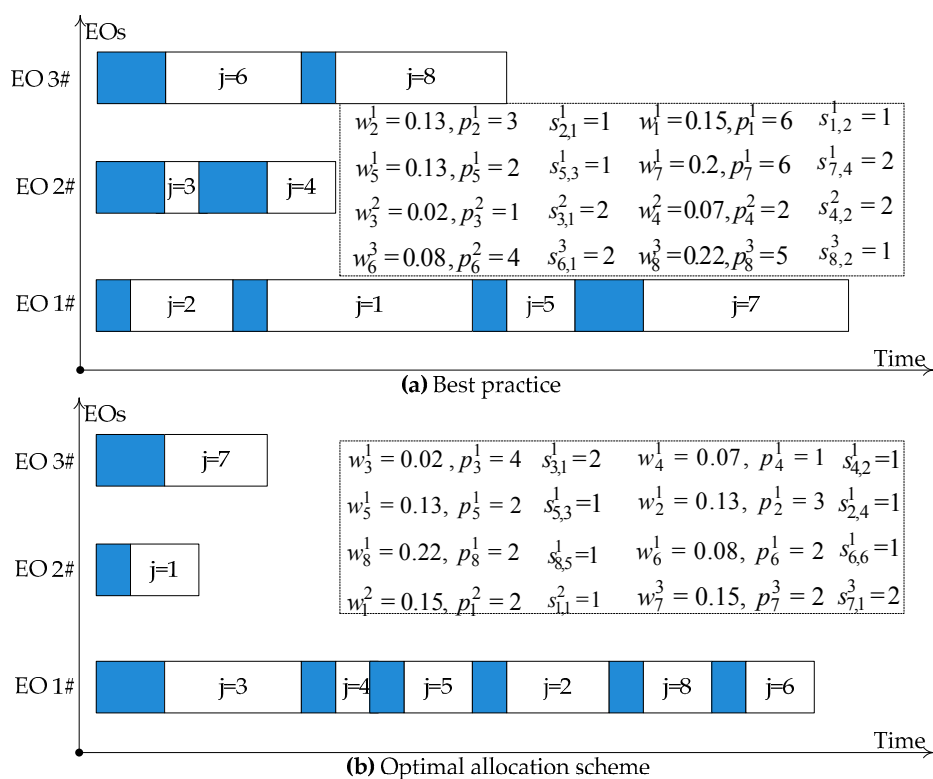 EOs
EO 3#
j=6
j=8
w_2^1 = 0.13, p_2^1 = 3 s_{2,1}^1 = 1 w_1^1 = 0.15, p_1^1 = 6 s_{1,2}^1 = 1
w_5^1 = 0.13, p_5^1 = 2 s_{5,3}^1 = 1 w_7^1 = 0.2, p_7^1 = 6 s_{7,4}^1 = 2
EO 2#
j=3
j=4
w_3^2 = 0.02, p_3^2 = 1 s_{3,1}^2 = 2 w_4^2 = 0.07, p_4^2 = 2 s_{4,2}^2 = 2
w_6^3 = 0.08, p_6^2 = 4 s_{6,1}^3 = 2 w_8^3 = 0.22, p_8^3 = 5 s_{8,2}^3 = 1
EO 1#
j=2
j=1
j=5
j=7
Time
(a) Best practice
EOs
EO 3#
j=7
w_3^1 = 0.02, p_3^1 = 4 s_{3,1}^1 = 2 w_4^1 = 0.07, p_4^1 = 1 s_{4,2}^1 = 1
w_5^1 = 0.13, p_5^1 = 2 s_{5,3}^1 = 1 w_2^1 = 0.13, p_2^1 = 3 s_{2,4}^1 = 1
EO 2#
j=1
w_8^1 = 0.22, p_8^1 = 2 s_{8,5}^1 = 1 w_6^1 = 0.08, p_6^1 = 2 s_{6,6}^1 = 1
w_1^2 = 0.15, p_1^2 = 2 s_{1,1}^2 = 1 w_7^3 = 0.15, p_7^3 = 2 s_{7,1}^3 = 2
EO 1#
j=3
j=4
j=5
j=2
j=8
j=6
Time
(b) Optimal allocation scheme